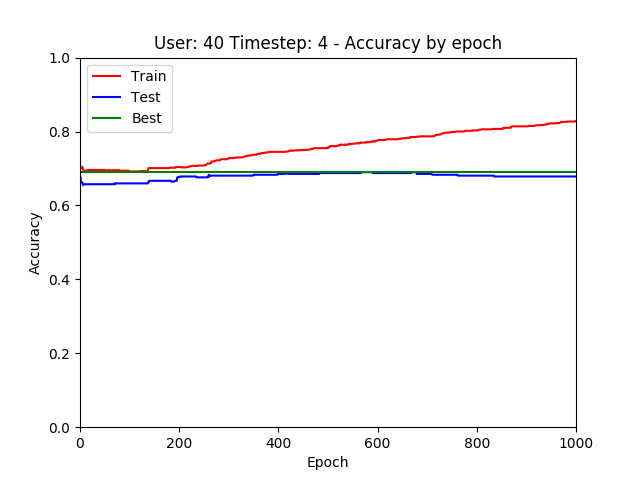 User: 40 Timestep: 4 - Accuracy by epoch
1.0
0.8
0.6
0.4
0.2
0.0
Accuracy
Train
Test
Best
0 200 400 600 800 1000
Epoch